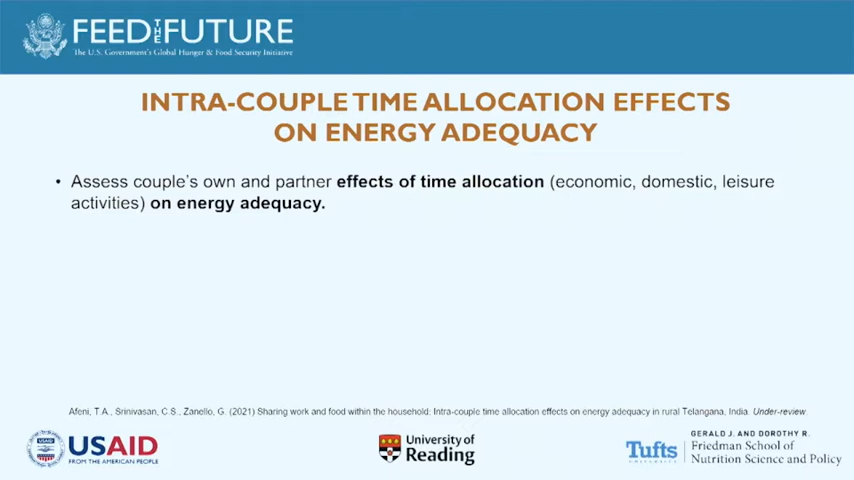 FEED THE FUTURE
The U.S. Government's Global Hunger & Food Security Initiative
INTRA-COUPLE TIME ALLOCATION EFFECTS
ON ENERGY ADEQUACY
• Assess couple's own and partner effects of time allocation (economic, domestic, leisure
activities) on energy adequacy.
Afeni, T.A., Srinivasan, C.S., Zanello, G. (2021) Sharing work and food within the household: Intra-couple time allocation effects on energy adequacy in rural Telangana, India. Under-review.
USAID
USAID
FROM THE AMERICAN PEOPLE
University of
Reading
Tufts
UNIVERSITY
GERALD J. AND DOROTHY R.
Friedman School of
Nutrition Science and Policy